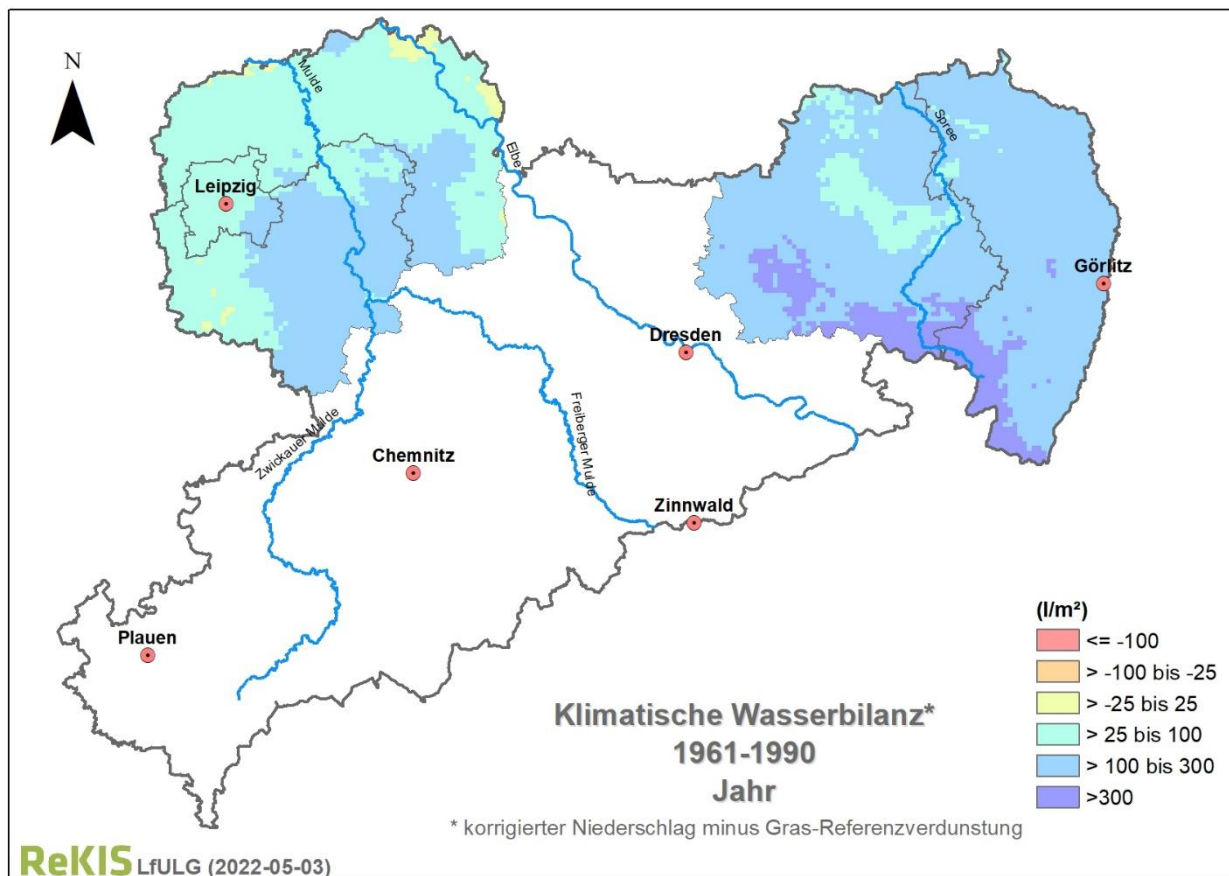 N
Mulde
Elbe
Spree
Leipzig
Görlitz
Dresden
Zwickauer Mulde
Freiberger Mulde
Chemnitz
Zinnwald
Plauen
(l/m²)
<= -100
> -100 bis -25
> -25 bis 25
> 25 bis 100
> 100 bis 300
>300
Klimatische Wasserbilanz*
1961-1990
Jahr
* korrigierter Niederschlag minus Gras-Referenzverdunstung
ReKIS LfULG (2022-05-03)